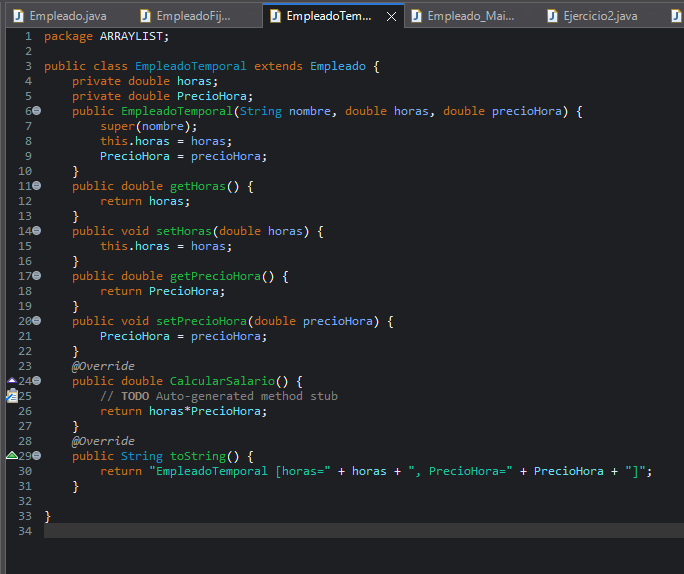 Empleado.java
EmpleadoFij...
EmpleadoTem...
Empleado_Mai...
Ejercicio2.java
1 package ARRAYLIST;
2
3 public class EmpleadoTemporal extends Empleado {
4 private double horas;
5 private double PrecioHora;
6 public EmpleadoTemporal(String nombre, double horas, double precioHora) {
7 super(nombre);
8 this.horas = horas;
9 PrecioHora = precioHora;
10 }
11 public double getHoras() {
12 return horas;
13 }
14 public void setHoras(double horas) {
15 this.horas = horas;
16 }
17 public double getPrecioHora() {
18 return PrecioHora;
19 }
20 public void setPrecioHora(double precioHora) {
21 PrecioHora = precioHora;
22 }
23 @Override
24 public double CalcularSalario() {
25 // TODO Auto-generated method stub
26 return horas*PrecioHora;
27 }
28 @Override
29 public String toString() {
30 return "EmpleadoTemporal [horas=" + horas + ", PrecioHora=" + PrecioHora + "]";
31 }
32
33 }
34